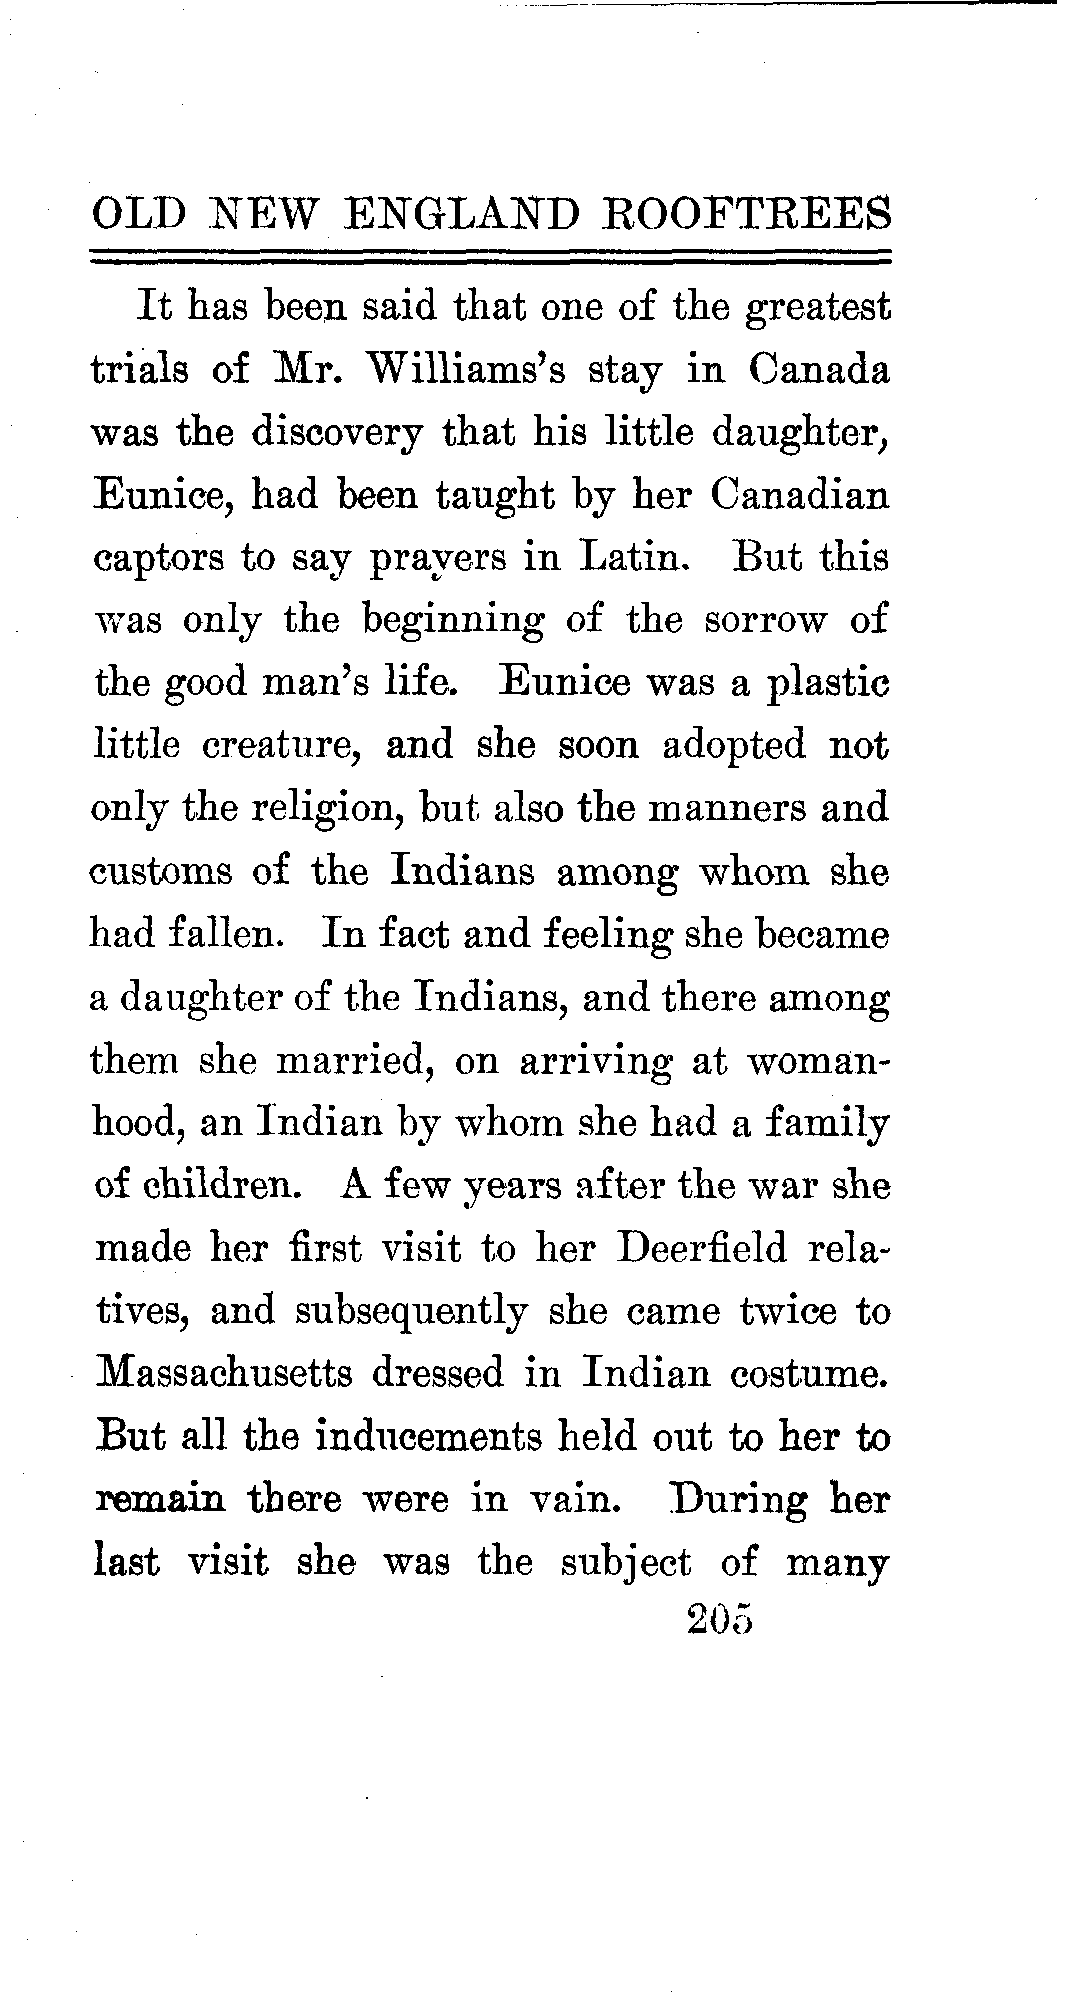 OLD NEW ENGLAND ROOFTREES
It has been said that one of the greatest
trials of Mr. Williams's stay in Canada
was the discovery that his little daughter,
Eunice, had been taught by her Canadian
captors to say prayers in Latin. But this
was only the beginning of the sorrow of
the good man's life. Eunice was a plastic
little creature, and she soon adopted not
only the religion, but also the manners and
customs of the Indians among whom she
had fallen. In fact and feeling she became
a daughter of the Indians, and there among
them she married, on arriving at woman-
hood, an Indian by whom she had a family
of children. A few years after the war she
made her first visit to her Deerfield rela-
tives, and subsequently she came twice to
Massachusetts dressed in Indian costume.
But all the inducements held out to her to
remain there were in vain. During her
last visit she was the subject of many
205